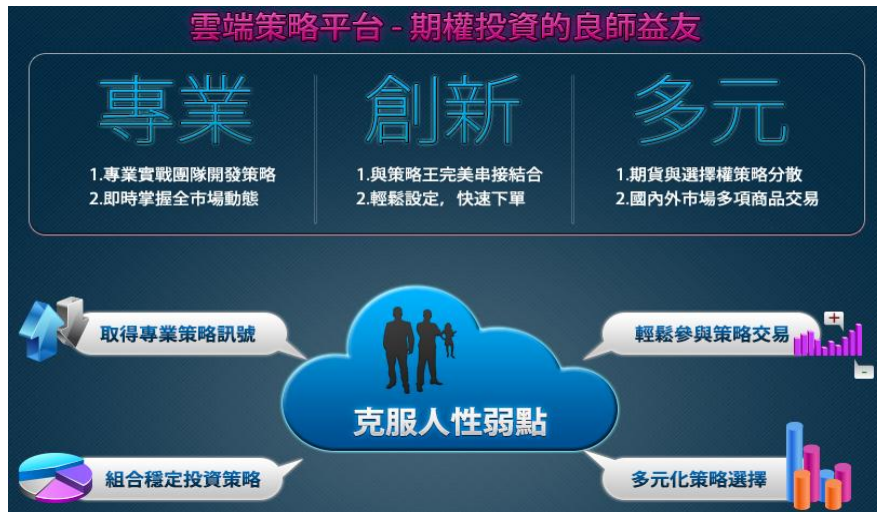 雲端策略平台 - 期權投資的良師益友
專業
1.專業實戰團隊開發策略
2.即時掌握全市場動態
創新
1.與策略王完美串接結合
2.輕鬆設定，快速下單
多元
1.期貨與選擇權策略分散
2.國內外市場多項商品交易
取得專業策略訊號
輕鬆參與策略交易
+
-
克服人性弱點
組合穩定投資策略
多元化策略選擇